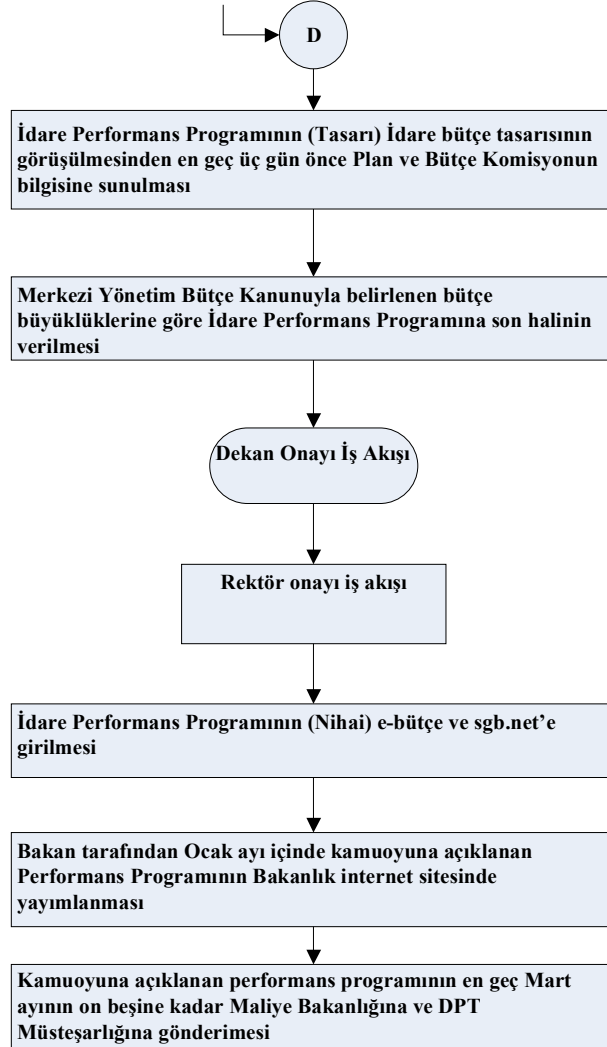 D
İdare Performans Programının (Tasarı) İdare bütçe tasarısının
görüşülmesinden en geç üç gün önce Plan ve Bütçe Komisyonun
bilgisine sunulması
Merkezi Yönetim Bütçe Kanunuyla belirlenen bütçe
büyüklüklerine göre İdare Performans Programına son halinin
verilmesi
Dekan Onayı İş Akışı
Rektör onayı iş akışı
İdare Performans Programının (Nihai) e-bütçe ve sgb.net’e
girilmesi
Bakan tarafından Ocak ayı içinde kamuoyuna açıklanan
Performans Programının Bakanlık internet sitesinde
yayımlanması
Kamuoyuna açıklanan performans programının en geç Mart
ayının on beşine kadar Maliye Bakanlığına ve DPT
Müsteşarlığına gönderimesi